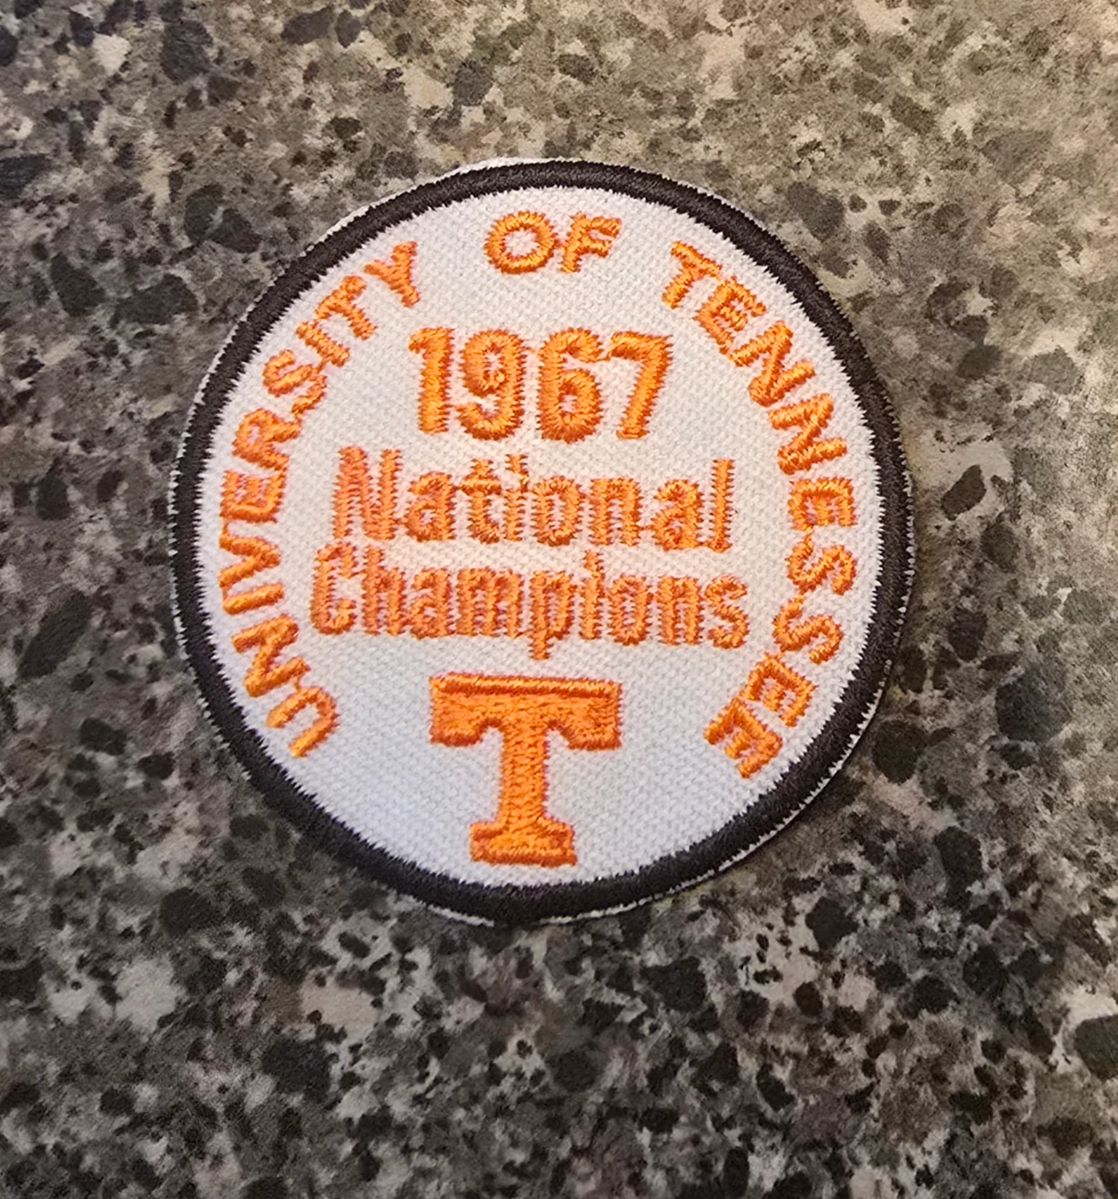 UNIVERSITY OF TENNESSEE
1967
National
Champions
T